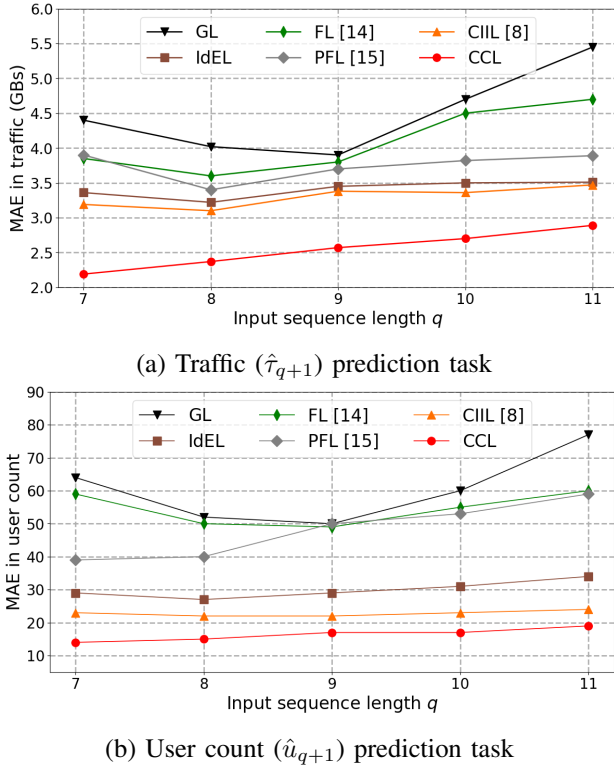 6.0
5.5
5.0
4.5
4.0
3.5
3.0
2.5
2.0
MAE in traffic (GBs)
GL FL [14] CIIL [8]
IdEL PFL [15] CCL
7 8 9 10 11
Input sequence length q
(a) Traffic (τ̂q+1) prediction task
90
80
70
60
50
40
30
20
10
MAE in user count
GL FL [14] CIIL [8]
IdEL PFL [15] CCL
7 8 9 10 11
Input sequence length q
(b) User count (ûq+1) prediction task